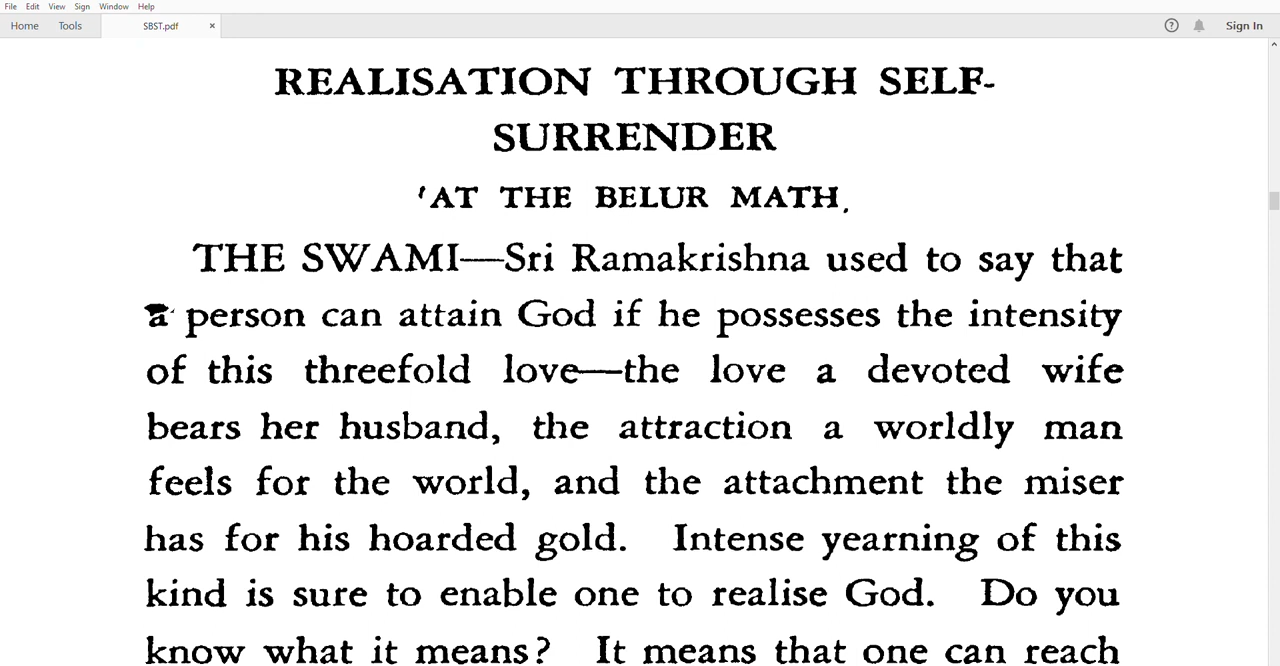 File Edit View Sign Window Help
Home Tools SBST.pdf × ? Sign In
REALISATION THROUGH SELF-
SURRENDER
'AT THE BELUR MATH.
THE SWAMI—Sri Ramakrishna used to say that
a person can attain God if he possesses the intensity
of this threefold love—the love a devoted wife
bears her husband, the attraction a worldly man
feels for the world, and the attachment the miser
has for his hoarded gold. Intense yearning of this
kind is sure to enable one to realise God. Do you
know what it means? It means that one can reach